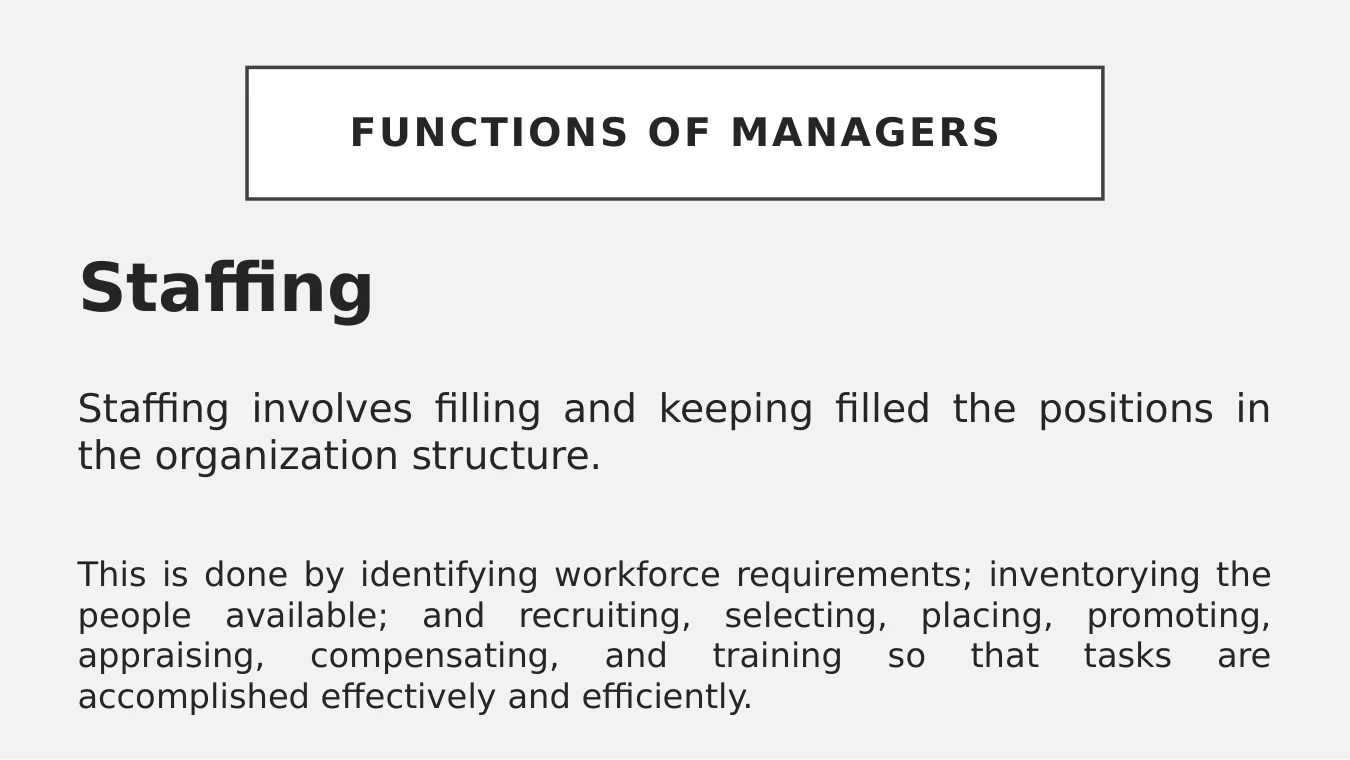 FUNCTIONS OF MANAGERS
Staffing
Staffing involves filling and keeping filled the positions in
the organization structure.
This is done by identifying workforce requirements; inventorying the
people available; and recruiting, selecting, placing, promoting,
appraising, compensating, and training so that tasks are
accomplished effectively and efficiently.